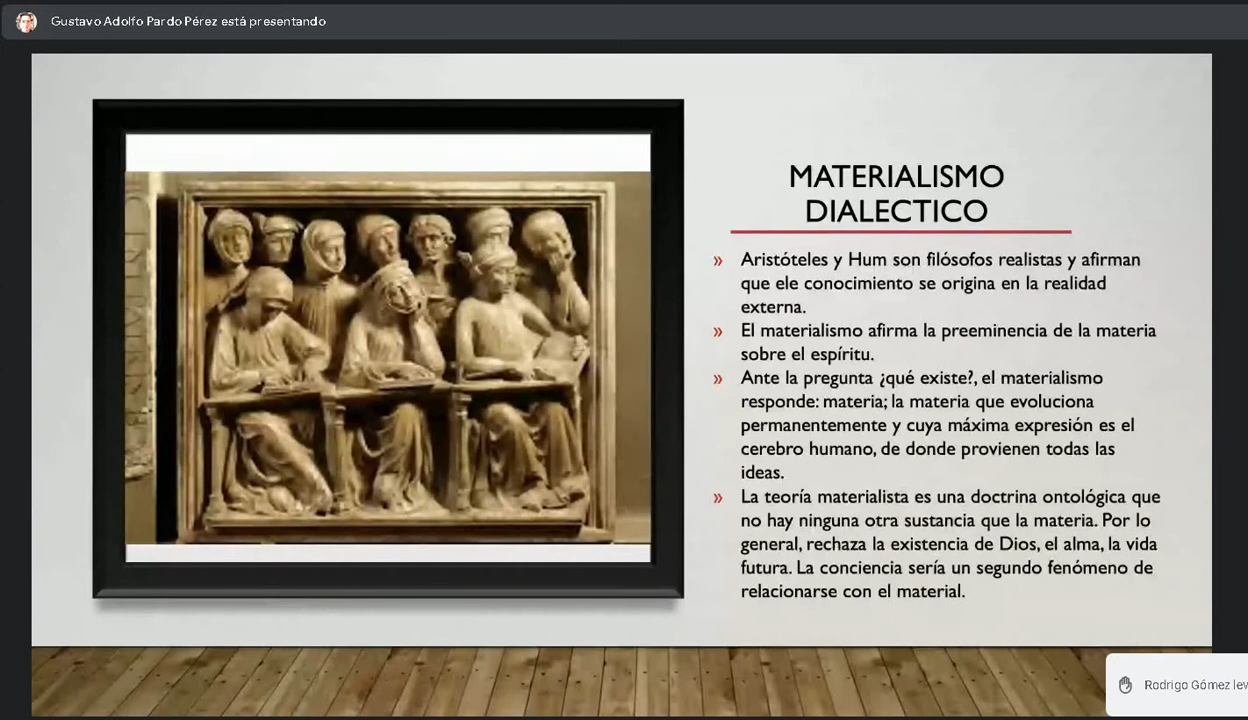 Gustavo Adolfo Pardo Pérez está presentando
MATERIALISMO
DIALECTICO
» Aristóteles y Hum son filósofos realistas y afirman
que ele conocimiento se origina en la realidad
externa.
» El materialismo afirma la preeminencia de la materia
sobre el espíritu.
» Ante la pregunta ¿qué existe?, el materialismo
responde: materia; la materia que evoluciona
permanentemente y cuya máxima expresión es el
cerebro humano, de donde provienen todas las
ideas.
» La teoría materialista es una doctrina ontológica que
no hay ninguna otra sustancia que la materia. Por lo
general, rechaza la existencia de Dios, el alma, la vida
futura. La conciencia sería un segundo fenómeno de
relacionarse con el material.
Rodrigo Gómez lev